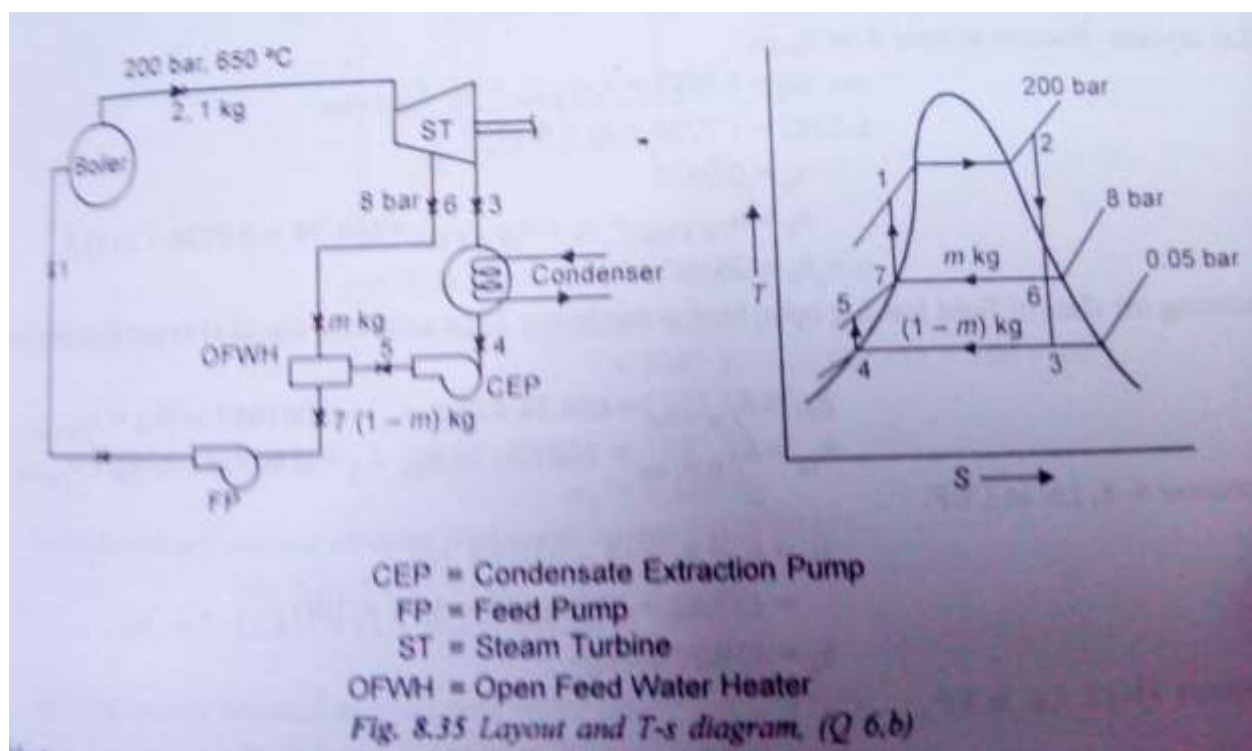 200 bar, 650 °C
2, 1 kg
ST
Boiler
8 bar
6
3
1
Condenser
m kg
5
4
OFWH
CEP
7 (1 – m) kg
FP
200 bar
2
1
8 bar
m kg
7
6
0.05 bar
5
(1 – m) kg
4
3
T
S
CEP = Condensate Extraction Pump
FP = Feed Pump
ST = Steam Turbine
OFWH = Open Feed Water Heater
Fig. 8.35 Layout and T-s diagram, (Q 6,b)